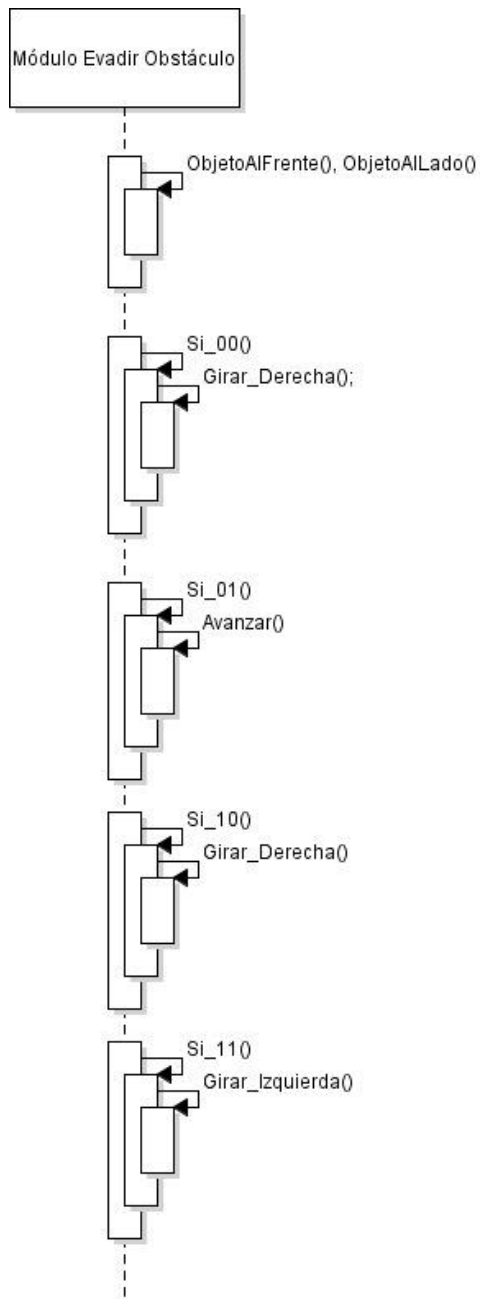 Módulo Evadir Obstáculo
ObjetoAlFrente(), ObjetoAlLado()
Si_00()
Girar_Derecha();
Si_01()
Avanzar()
Si_10()
Girar_Derecha()
Si_11()
Girar_Izquierda()